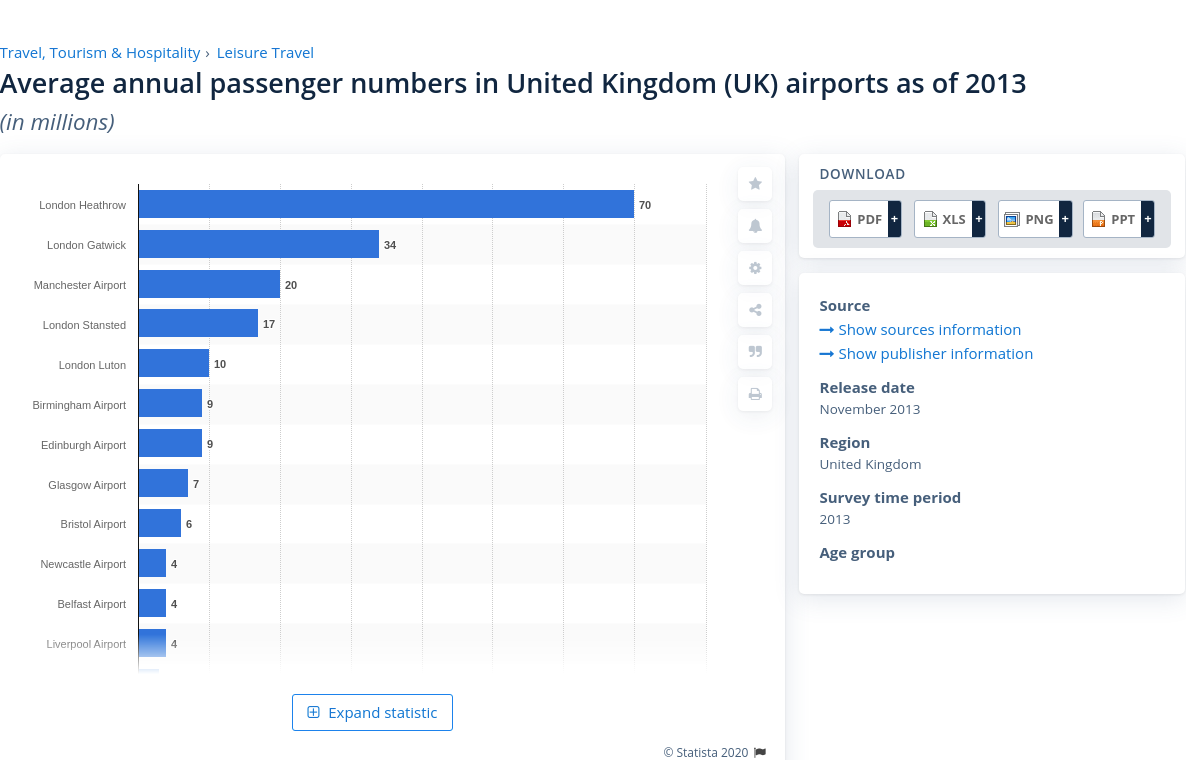 Travel, Tourism & Hospitality › Leisure Travel
Average annual passenger numbers in United Kingdom (UK) airports as of 2013
(in millions)
London Heathrow 70
London Gatwick 34
Manchester Airport 20
London Stansted 17
London Luton 10
Birmingham Airport 9
Edinburgh Airport 9
Glasgow Airport 7
Bristol Airport 6
Newcastle Airport 4
Belfast Airport 4
Liverpool Airport 4
Expand statistic
© Statista 2020
DOWNLOAD
PDF + XLS + PNG + PPT +
Source
Show sources information
Show publisher information
Release date
November 2013
Region
United Kingdom
Survey time period
2013
Age group